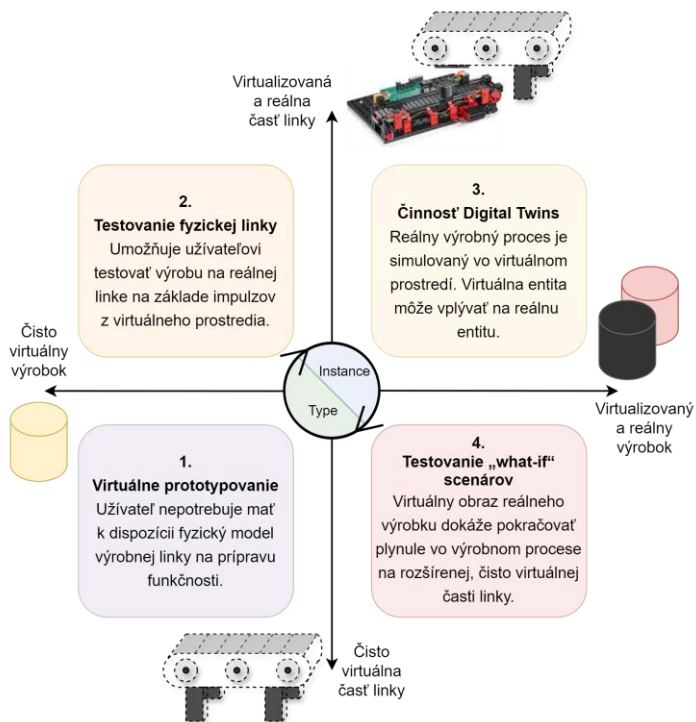 Virtualizovaná
a reálna
časť linky
2.
Testovanie fyzickej linky
Umožňuje užívateľovi
testovať výrobu na reálnej
linke na základe impulzov
z virtuálneho prostredia.
3.
Činnosť Digital Twins
Reálny výrobný proces je
simulovaný vo virtuálnom
prostredí. Virtuálna entita
môže vplývať na reálnu
entitu.
Čisto
virtuálny
výrobok
Instance
Type
Virtualizovaný
a reálny
výrobok
1.
Virtuálne prototypovanie
Užívateľ nepotrebuje mať
k dispozícii fyzický model
výrobnej linky na prípravu
funkčnosti.
4.
Testovanie „what-if“
scenárov
Virtuálny obraz reálneho
výrobku dokáže pokračovať
plynule vo výrobnom procese
na rozšírenej, čisto virtuálnej
časti linky.
Čisto
virtuálna
časť linky